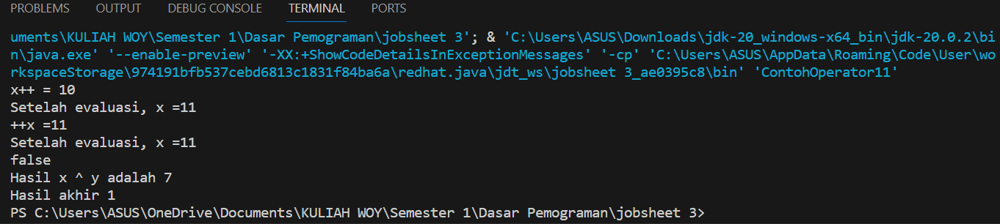 PROBLEMS OUTPUT DEBUG CONSOLE TERMINAL PORTS
uments\KULIAH WOY\Semester 1\Dasar Pemograman\jobsheet 3'; & 'C:\Users\ASUS\Downloads\jdk-20_windows-x64_bin\jdk-20.0.2\bi
n\java.exe' '--enable-preview' '-XX:+ShowCodeDetailsInExceptionMessages' '-cp' 'C:\Users\ASUS\AppData\Roaming\Code\User\wo
rkspaceStorage\974191bfb537cebd6813c1831f84ba6a\redhat.java\jdt_ws\jobsheet 3_ae0395c8\bin' 'ContohOperator11'
x++ = 10
Setelah evaluasi, x =11
++x =11
Setelah evaluasi, x =11
false
Hasil x ^ y adalah 7
Hasil akhir 1
PS C:\Users\ASUS\OneDrive\Documents\KULIAH WOY\Semester 1\Dasar Pemograman\jobsheet 3>